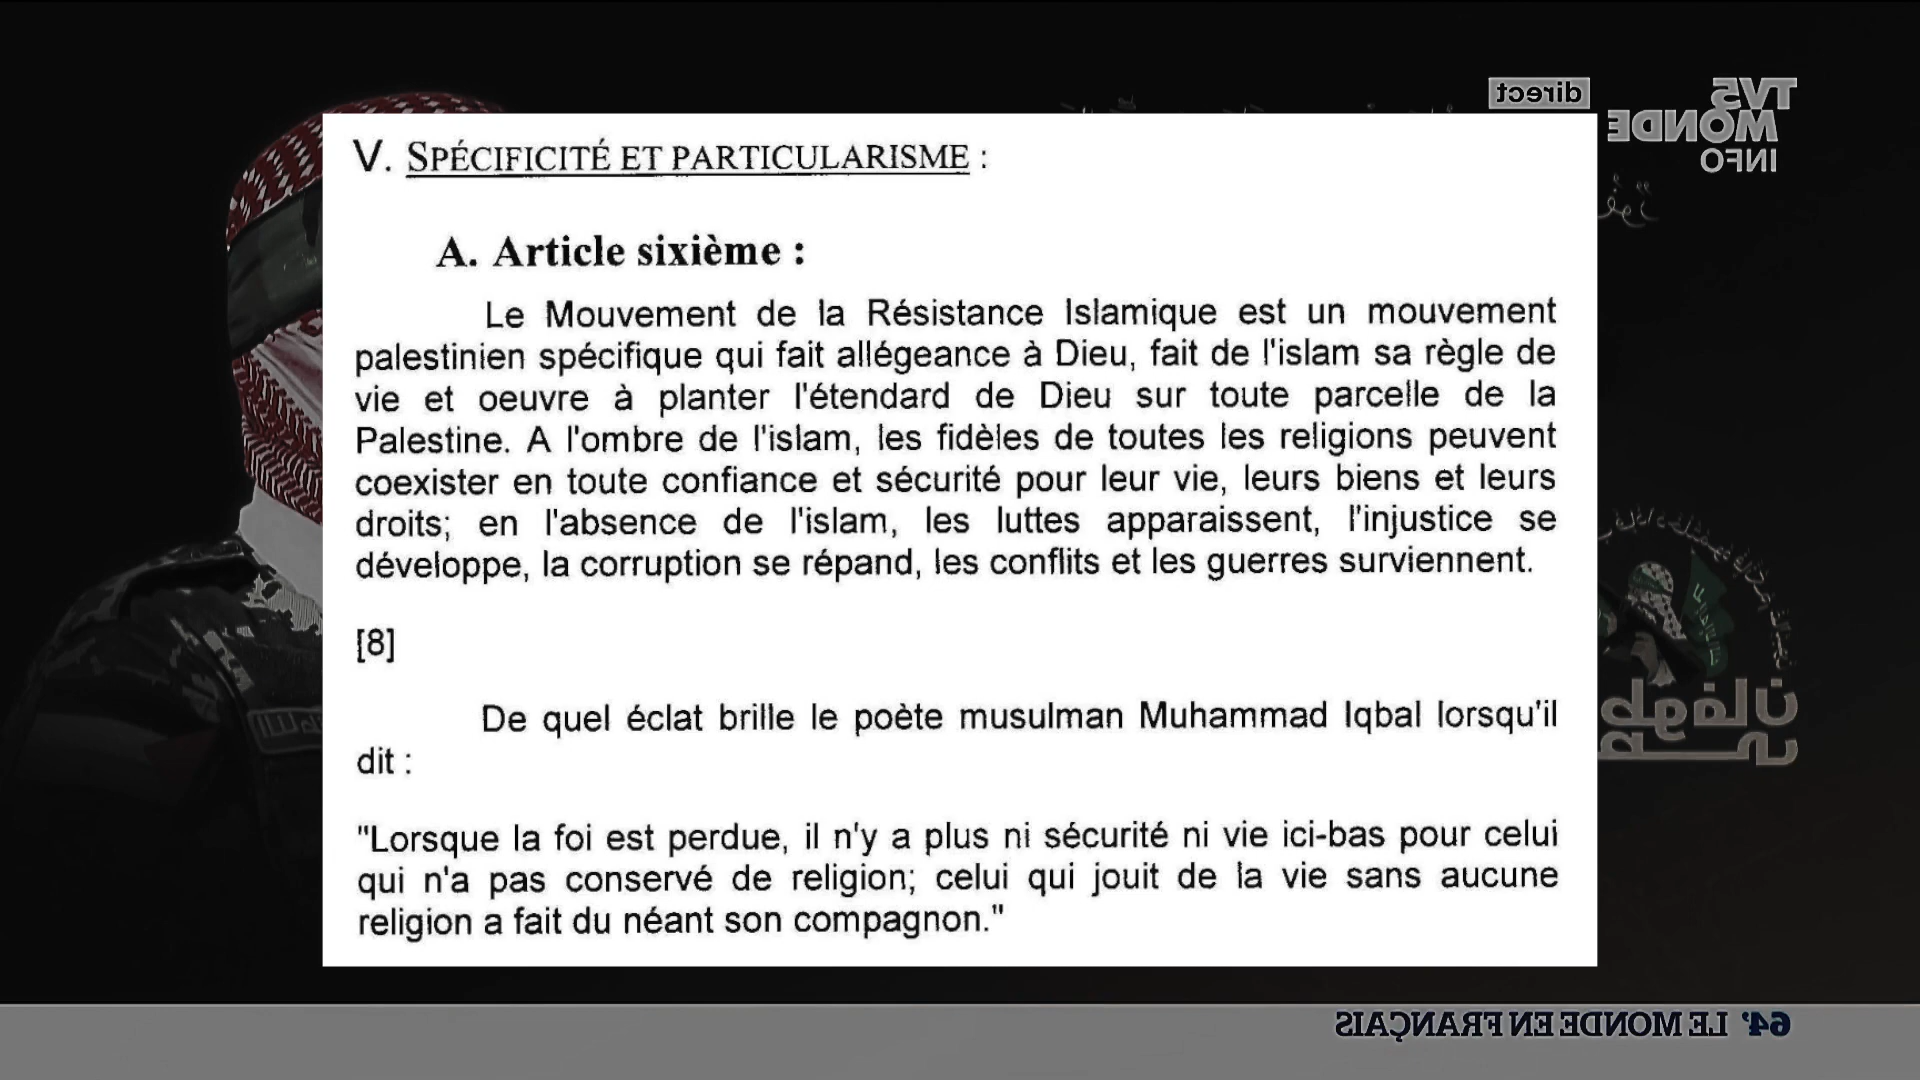 direct
TV5
MONDE
INFO
V. SPÉCIFICITÉ ET PARTICULARISME :
A. Article sixième :
Le Mouvement de la Résistance Islamique est un mouvement
palestinien spécifique qui fait allégeance à Dieu, fait de l'islam sa règle de
vie et oeuvre à planter l'étendard de Dieu sur toute parcelle de la
Palestine. A l'ombre de l'islam, les fidèles de toutes les religions peuvent
coexister en toute confiance et sécurité pour leur vie, leurs biens et leurs
droits; en l'absence de l'islam, les luttes apparaissent, l'injustice se
développe, la corruption se répand, les conflits et les guerres surviennent.
[8]
De quel éclat brille le poète musulman Muhammad Iqbal lorsqu'il
dit :
"Lorsque la foi est perdue, il n'y a plus ni sécurité ni vie ici-bas pour celui
qui n'a pas conservé de religion; celui qui jouit de la vie sans aucune
religion a fait du néant son compagnon."
طوفان
64' LE MONDE EN FRANÇAIS